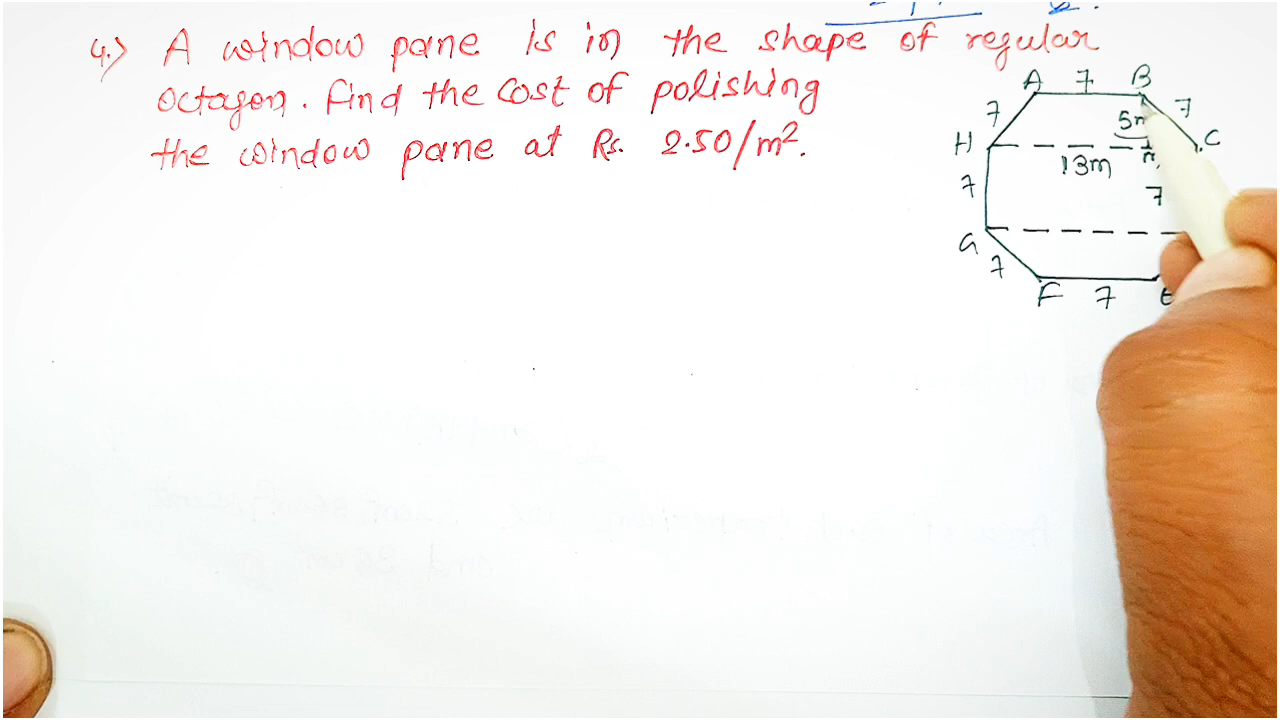 4.) A window pane is in the shape of regular
octagon. Find the cost of polishing
the window pane at Rs. 2.50/m².
A 7 B
7 7
5m
H C
13m
7 7
G
7
F 7 E